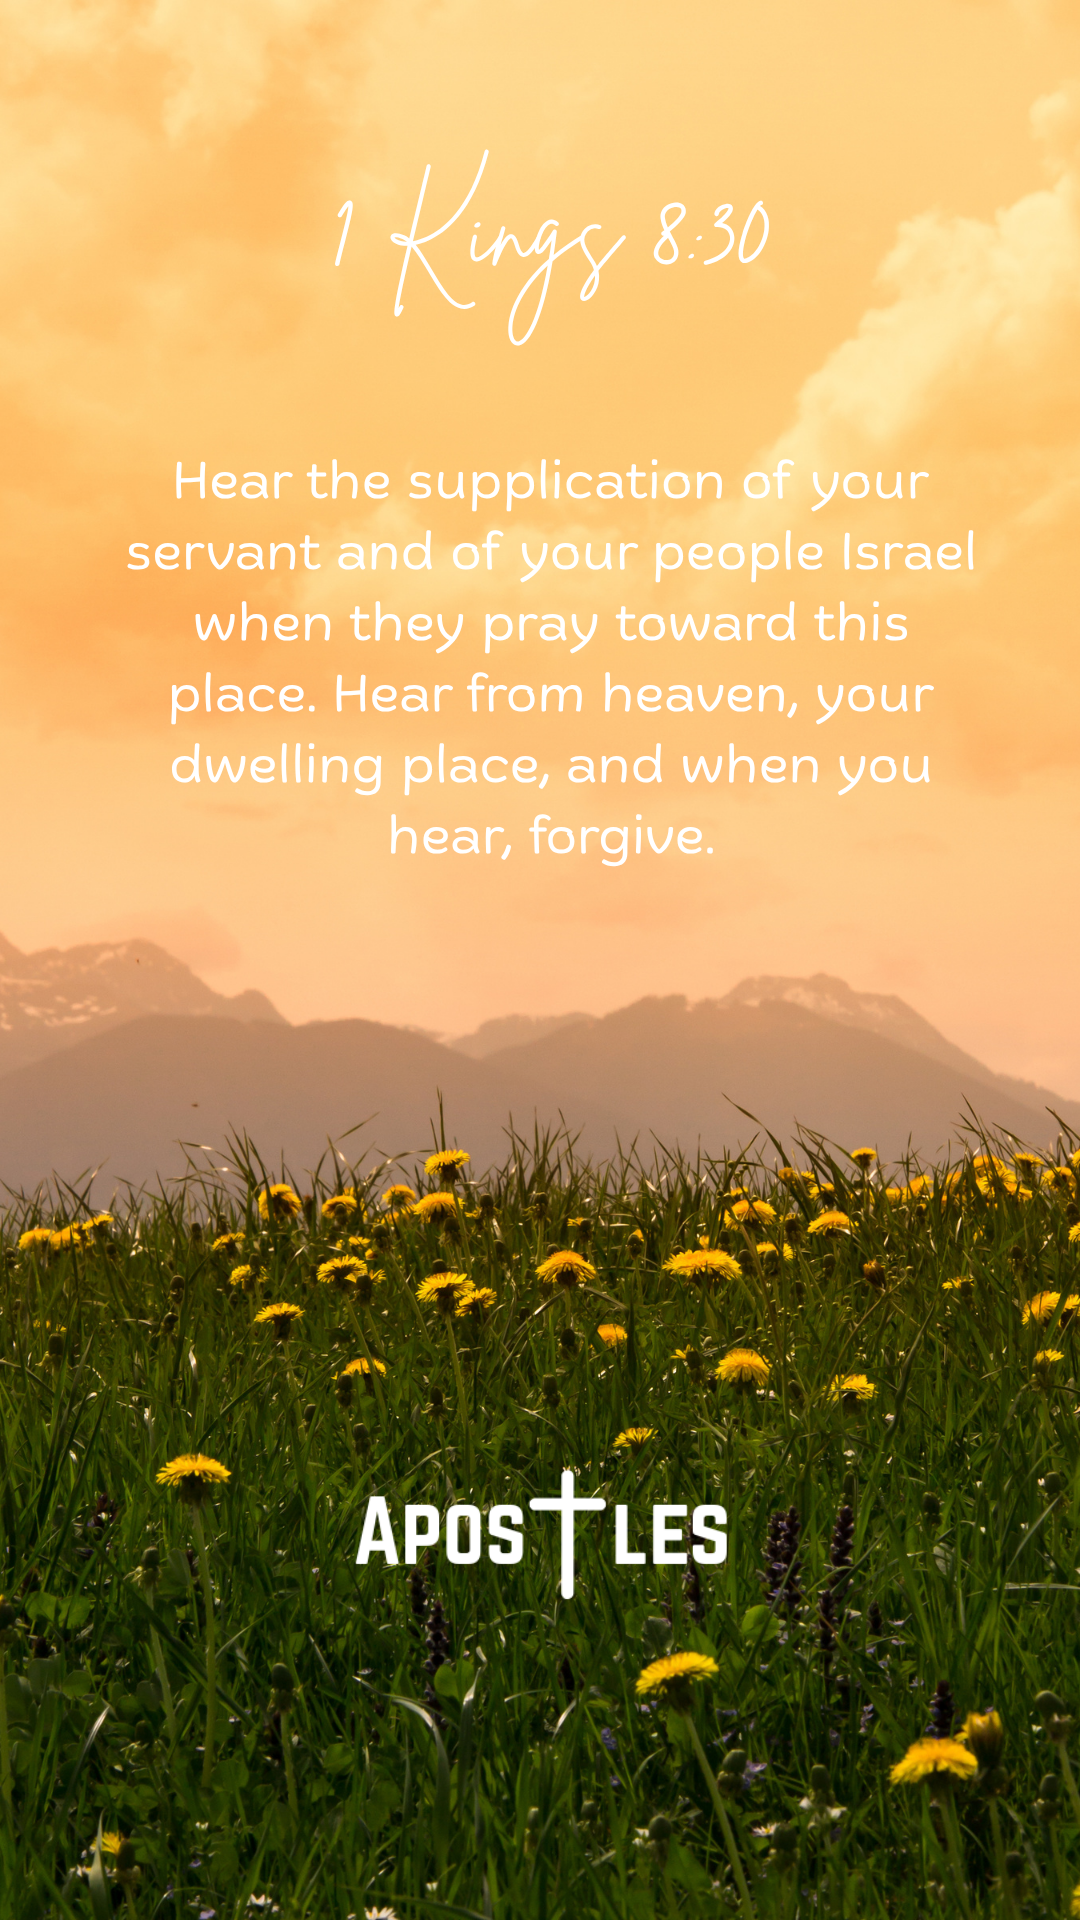 1 Kings 8:30
Hear the supplication of your
servant and of your people Israel
when they pray toward this
place. Hear from heaven, your
dwelling place, and when you
hear, forgive.
APOSTLES